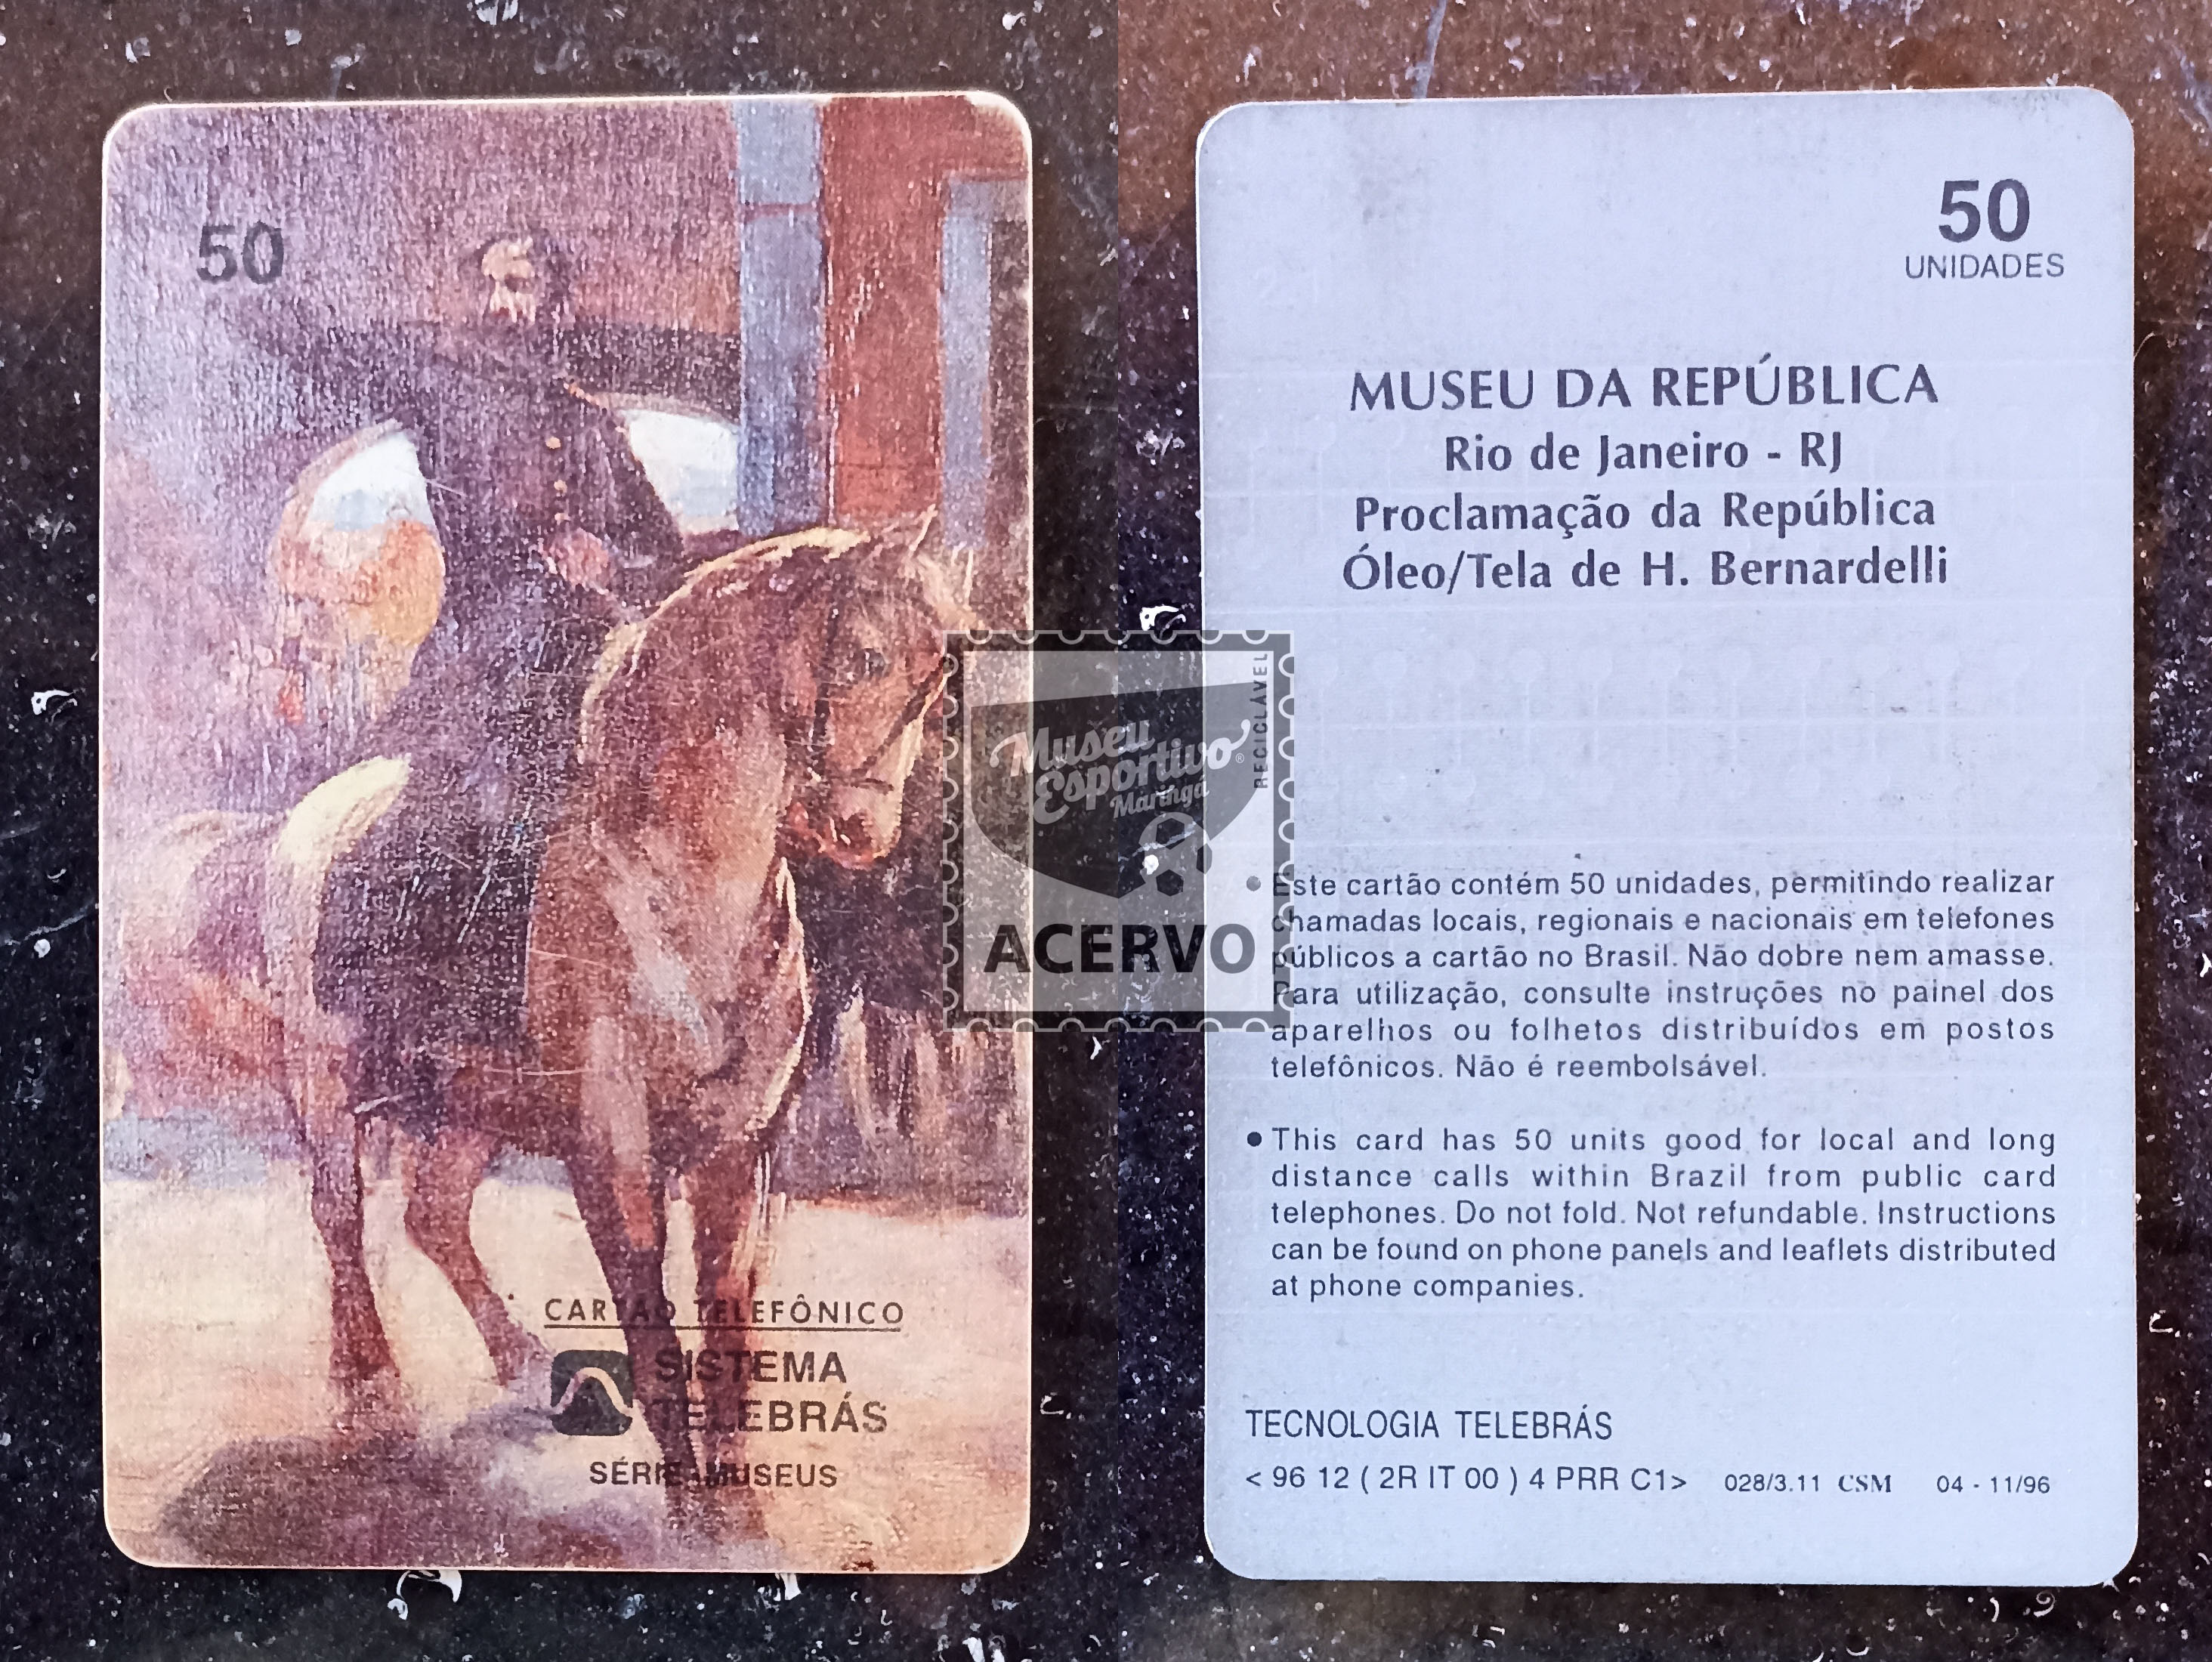 50
CARTÃO TELEFÔNICO
SISTEMA
TELEBRÁS
SÉRIE MUSEUS
50
UNIDADES
MUSEU DA REPÚBLICA
Rio de Janeiro - RJ
Proclamação da República
Óleo/Tela de H. Bernardelli
RECICLÁVEL
Museu
Esportivo®
Maringá
ACERVO
• Este cartão contém 50 unidades, permitindo realizar
chamadas locais, regionais e nacionais em telefones
públicos a cartão no Brasil. Não dobre nem amasse.
Para utilização, consulte instruções no painel dos
aparelhos ou folhetos distribuídos em postos
telefônicos. Não é reembolsável.
• This card has 50 units good for local and long
distance calls within Brazil from public card
telephones. Do not fold. Not refundable. Instructions
can be found on phone panels and leaflets distributed
at phone companies.
TECNOLOGIA TELEBRÁS
< 96 12 ( 2R IT 00 ) 4 PRR C1> 028/3.11 CSM 04 - 11/96